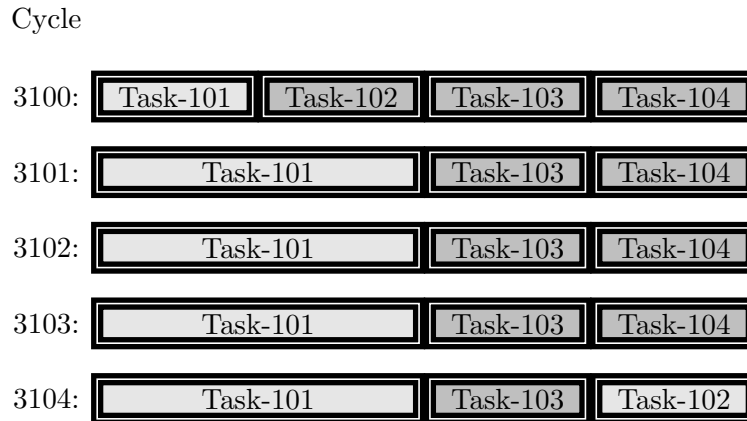 Cycle
3100: Task-101 Task-102 Task-103 Task-104
3101: Task-101 Task-103 Task-104
3102: Task-101 Task-103 Task-104
3103: Task-101 Task-103 Task-104
3104: Task-101 Task-103 Task-102